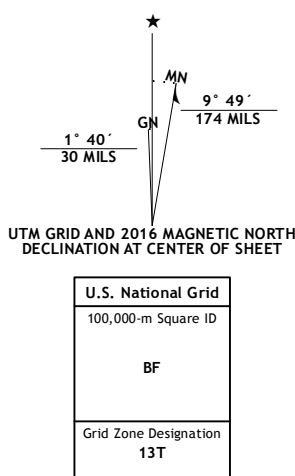 ★
MN
GN
9° 49´
174 MILS
1° 40´
30 MILS
UTM GRID AND 2016 MAGNETIC NORTH
DECLINATION AT CENTER OF SHEET
U.S. National Grid
100,000-m Square ID
BF
Grid Zone Designation
13T